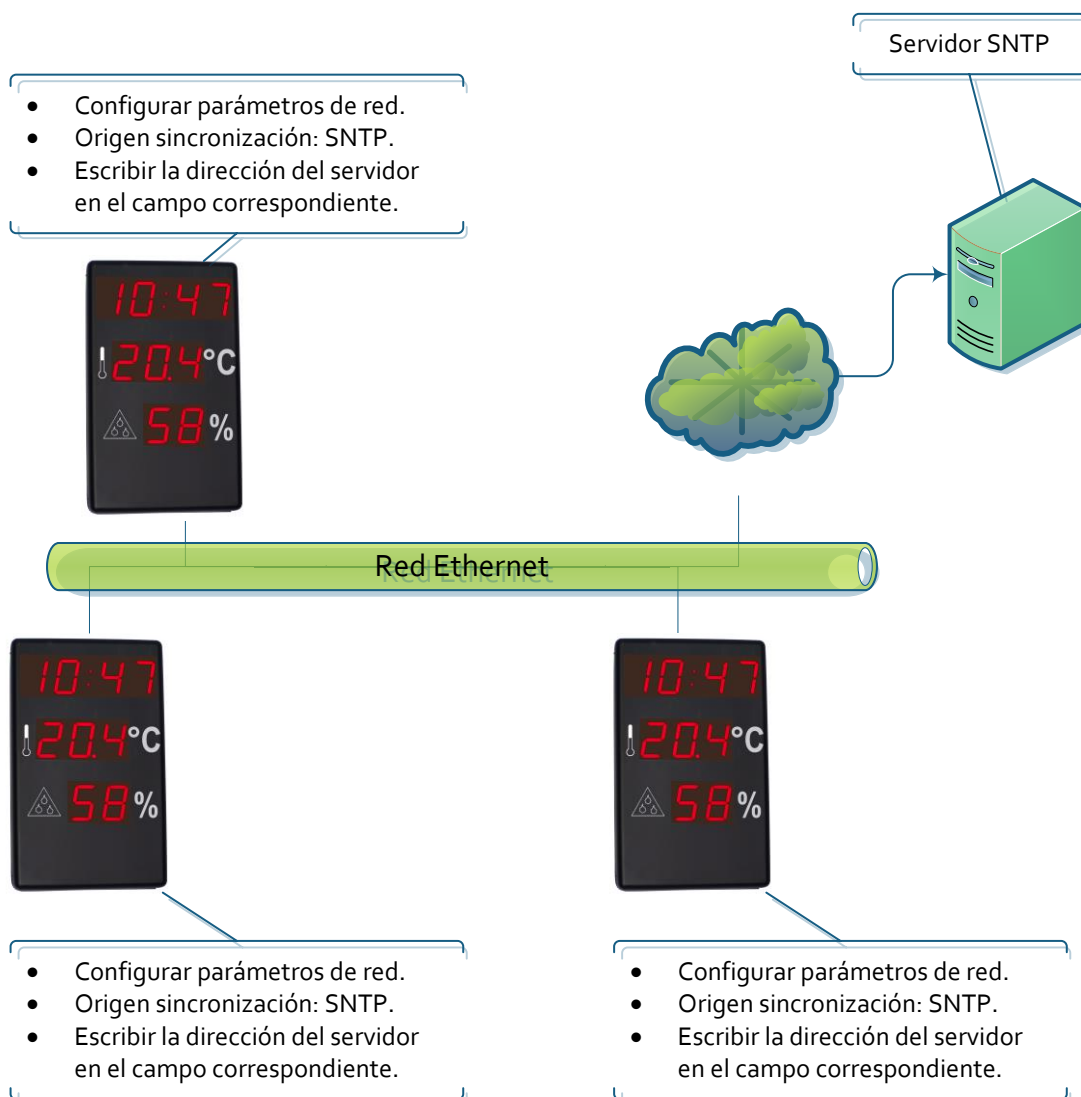 Servidor SNTP
• Configurar parámetros de red.
• Origen sincronización: SNTP.
• Escribir la dirección del servidor
en el campo correspondiente.
10:47
20.4°C
58%
Red Ethernet
10:47
20.4°C
58%
10:47
20.4°C
58%
• Configurar parámetros de red.
• Origen sincronización: SNTP.
• Escribir la dirección del servidor
en el campo correspondiente.
• Configurar parámetros de red.
• Origen sincronización: SNTP.
• Escribir la dirección del servidor
en el campo correspondiente.